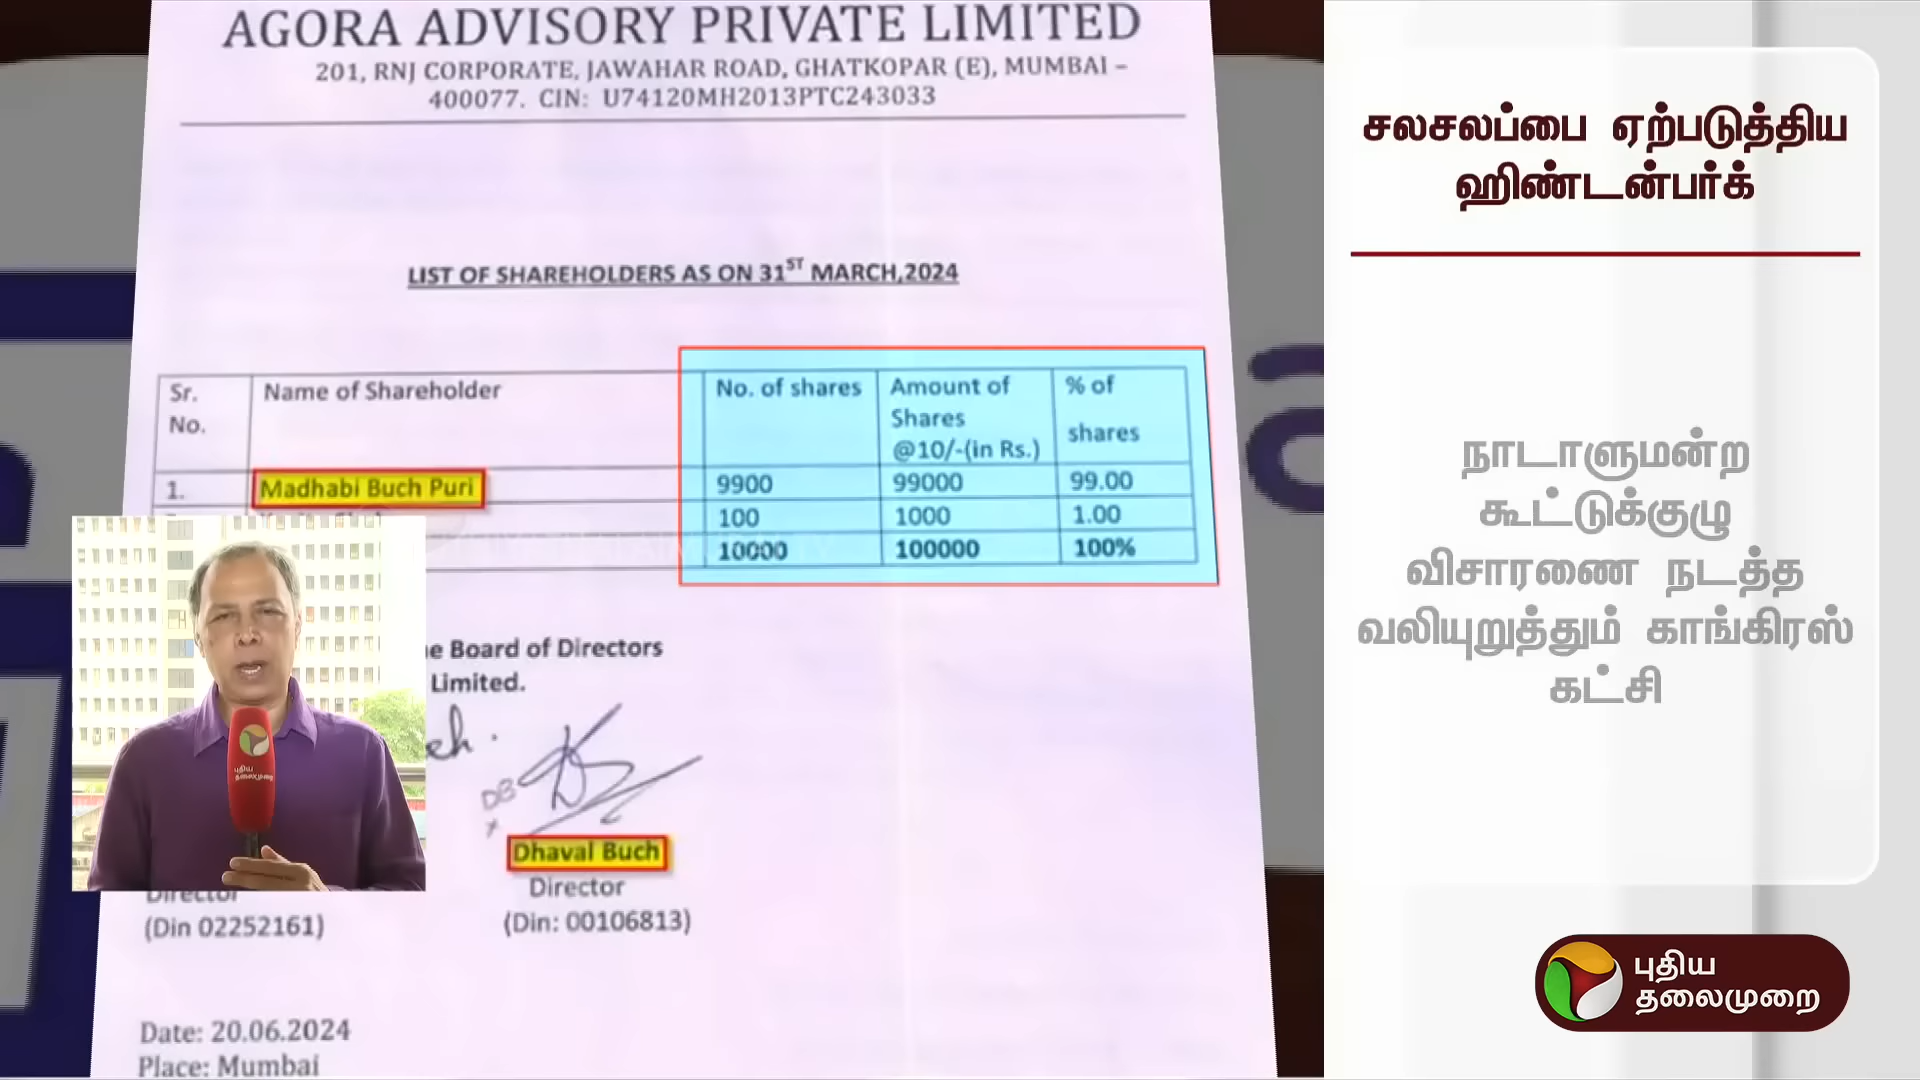 AGORA ADVISORY PRIVATE LIMITED
201, RNJ CORPORATE, JAWAHAR ROAD, GHATKOPAR (E), MUMBAI –
400077. CIN: U74120MH2013PTC243033
LIST OF SHAREHOLDERS AS ON 31ST MARCH,2024
Sr. No. Name of Shareholder No. of shares Amount of Shares @10/-(in Rs.) % of shares
1. Madhabi Buch Puri 9900 99000 99.00
100 1000 1.00
10000 100000 100%
Board of Directors
Limited.
DB
Dhaval Buch
Director Director
(Din 02252161) (Din: 00106813)
Date: 20.06.2024
Place: Mumbai
புதிய
தலைமுறை
சலசலப்பை ஏற்படுத்திய
ஹிண்டன்பர்க்
நாடாளுமன்ற
கூட்டுக்குழு
விசாரணை நடத்த
வலியுறுத்தும் காங்கிரஸ்
கட்சி
புதிய
தலைமுறை